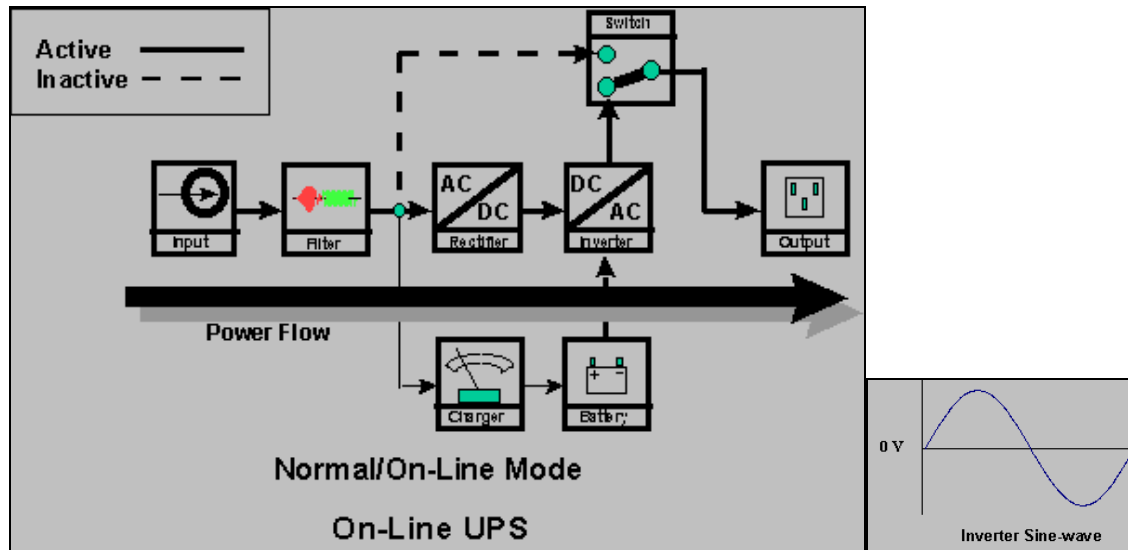 Active
Inactive
Switch
AC
DC
DC
AC
Input
Filter
Rectifier
Inverter
Output
Power Flow
+ -
Charger
Battery
Normal/On-Line Mode
On-Line UPS
0 V
Inverter Sine-wave